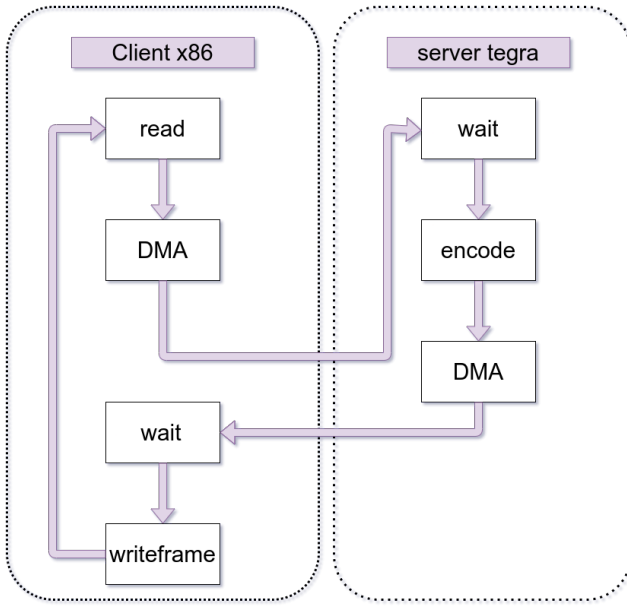 Client x86
server tegra
read
wait
DMA
encode
DMA
wait
writeframe